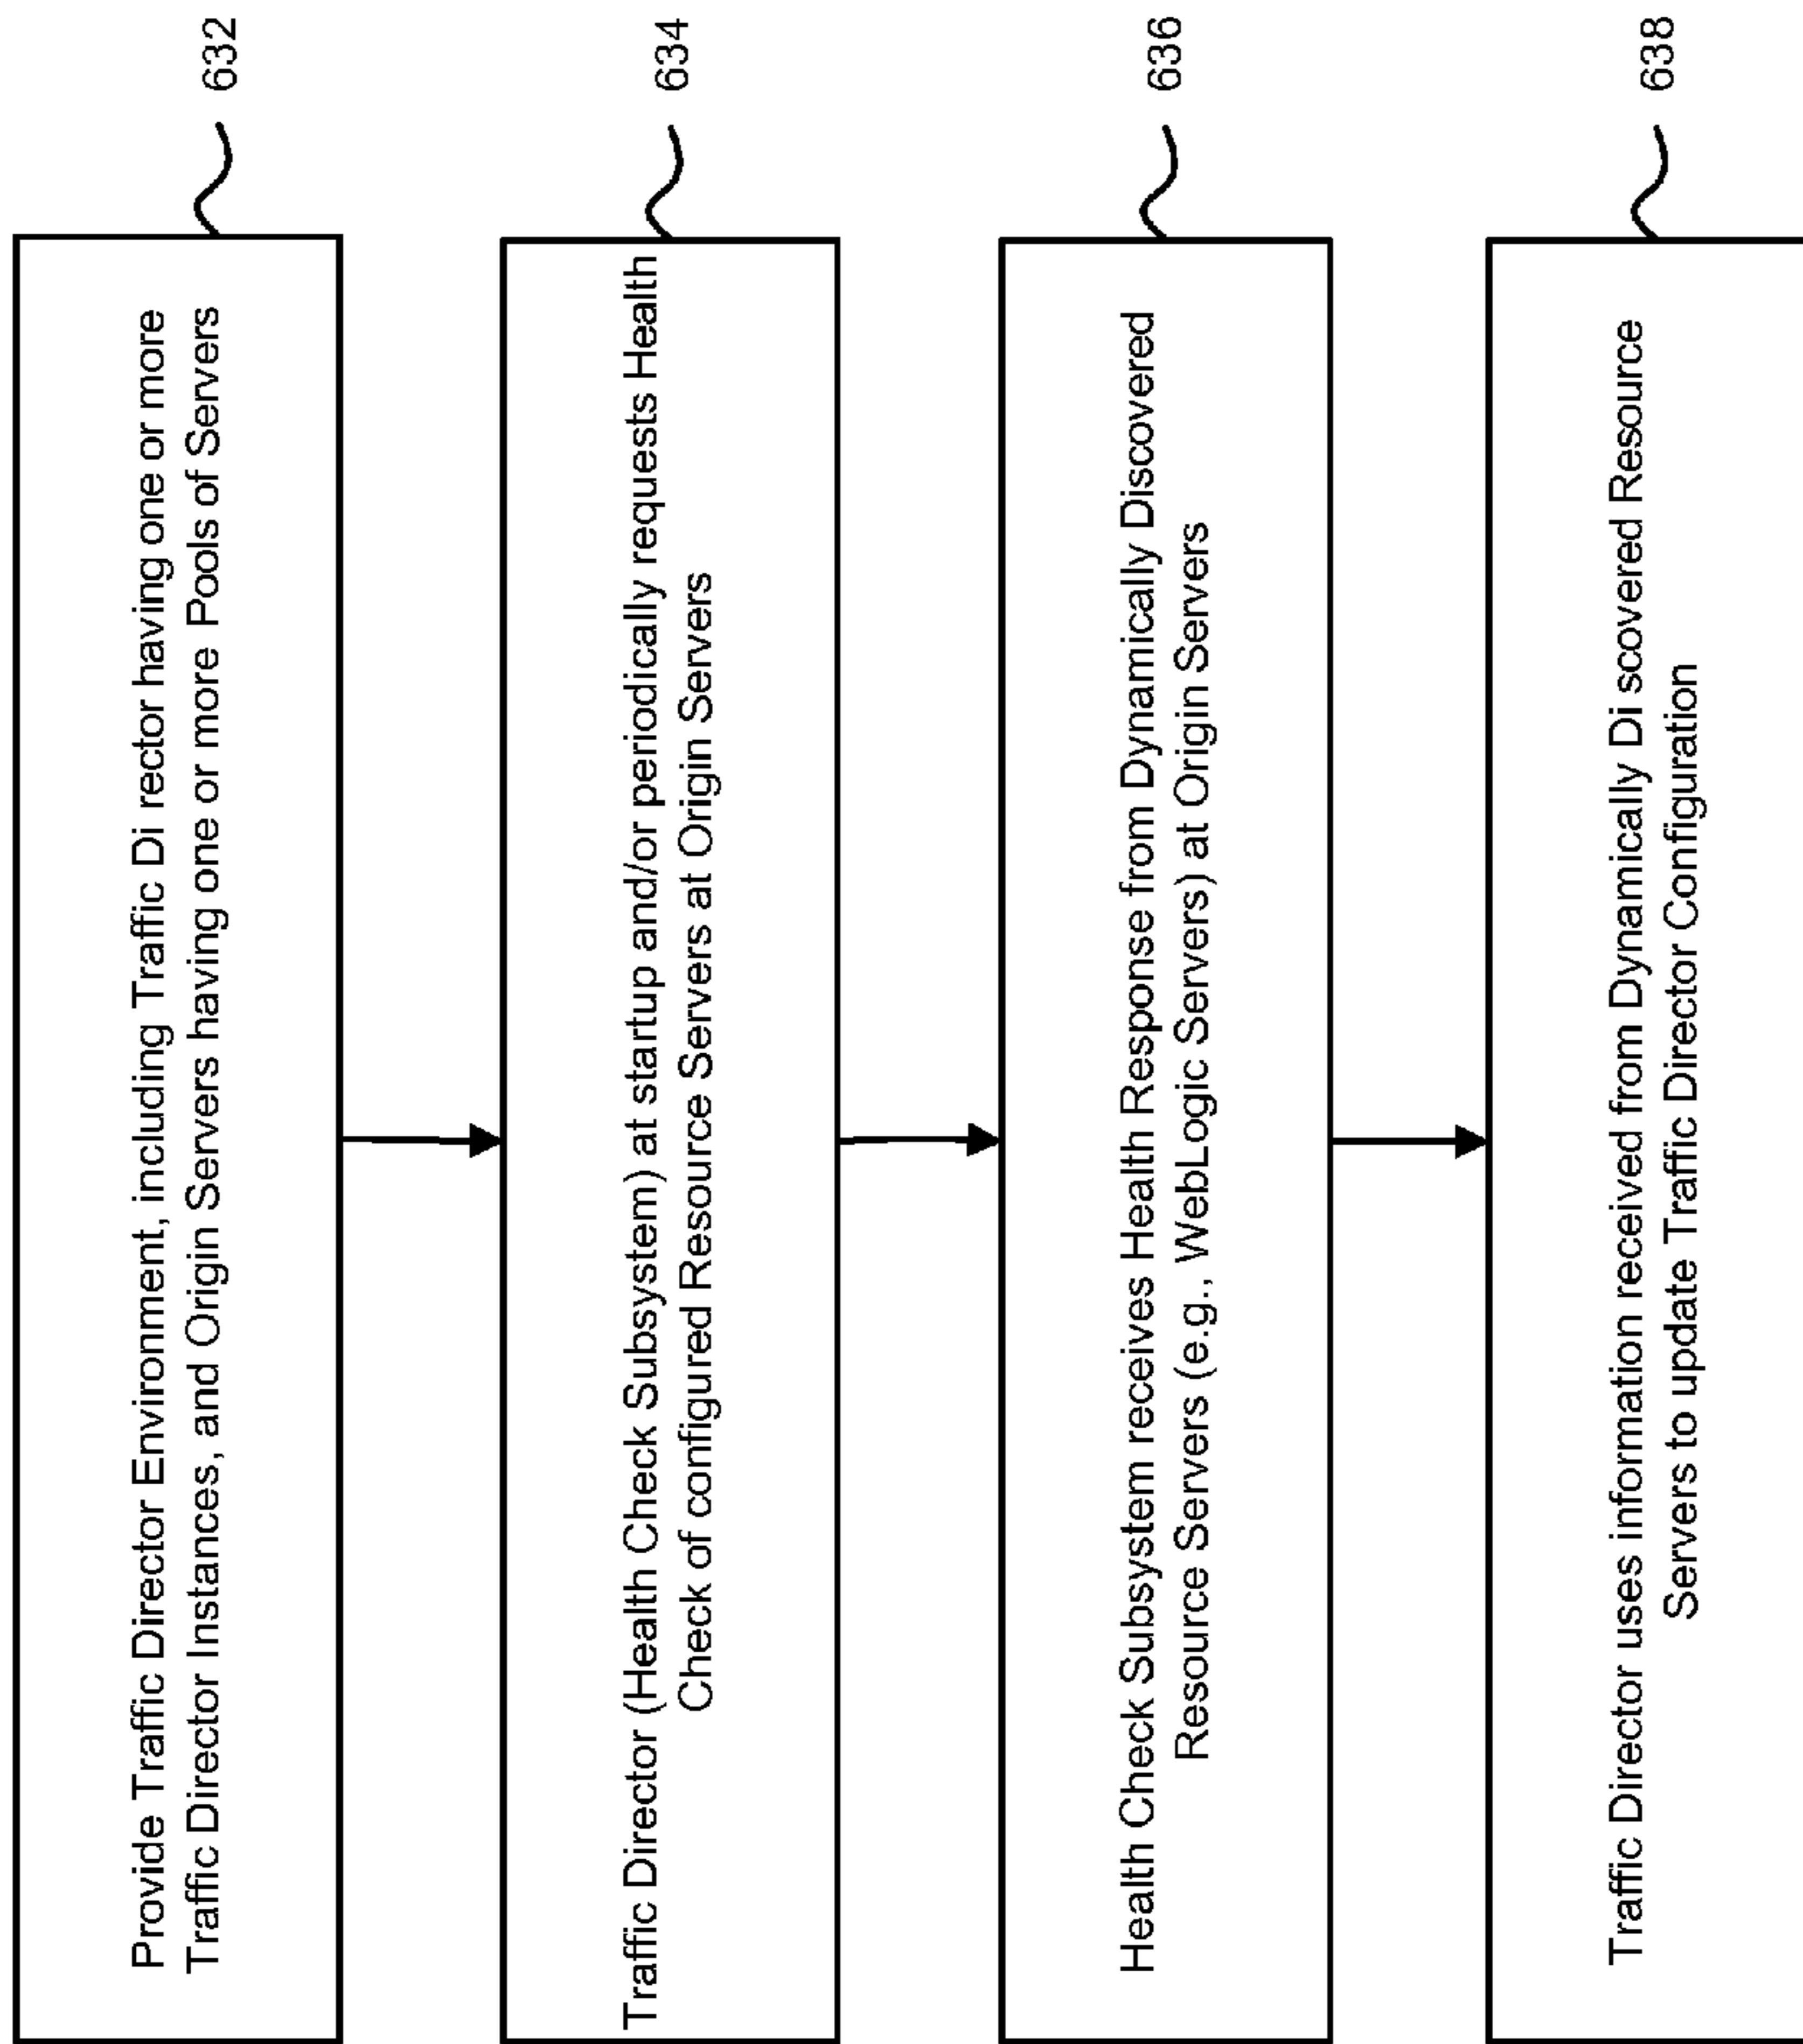 Provide Traffic Director Environment, including Traffic Di rector having one or more
Traffic Director Instances, and Origin Servers having one or more Pools of Servers
632
Traffic Director (Health Check Subsystem) at startup and/or periodically requests Health
Check of configured Resource Servers at Origin Servers
634
Health Check Subsystem receives Health Response from Dynamically Discovered
Resource Servers (e.g., WebLogic Servers) at Origin Servers
636
Traffic Director uses information received from Dynamically Di scovered Resource
Servers to update Traffic Director Configuration
638